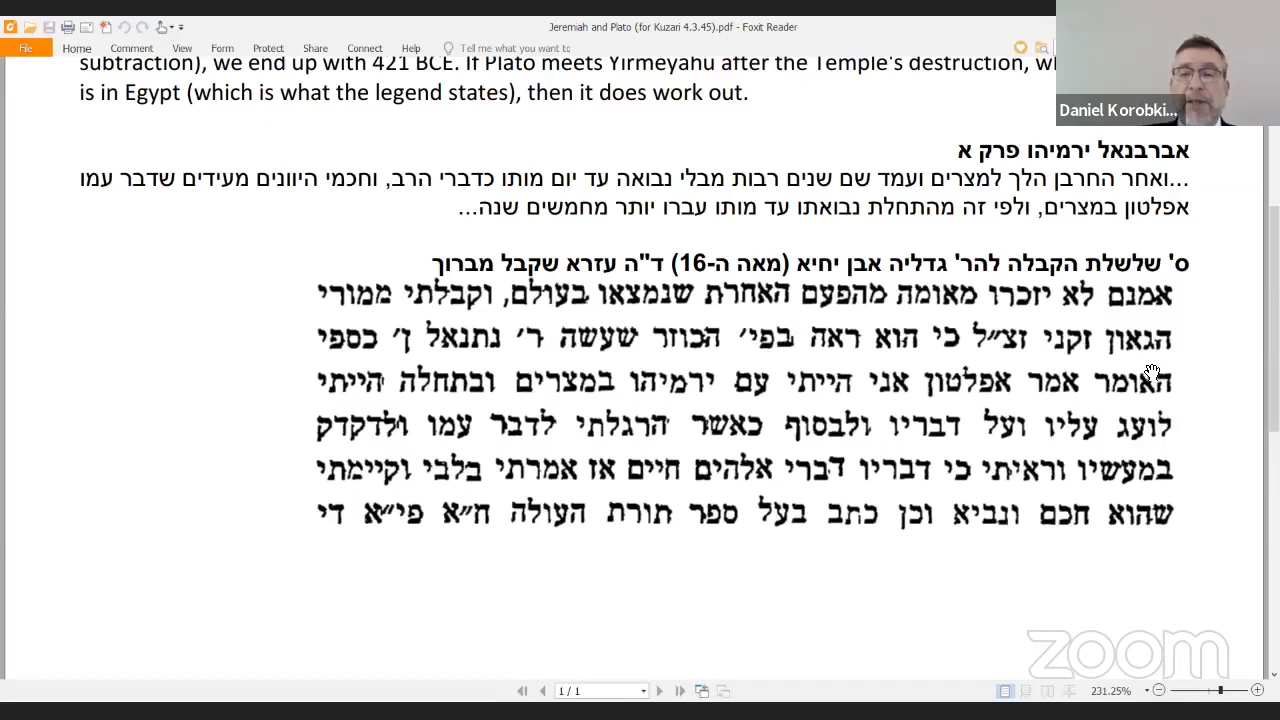 Jeremiah and Plato (for Kuzari 4.3.45).pdf - Foxit Reader
File Home Comment View Form Protect Share Connect Help Tell me what you want to
subtraction), we end up with 421 BCE. If Plato meets Yirmeyahu after the Temple's destruction,
is in Egypt (which is what the legend states), then it does work out.
Daniel Korobki...
אברבנאל ירמיהו פרק א
...ואחר החרבן הלך למצרים ועמד שם שנים רבות מבלי נבואה עד יום מותו כדברי הרב, וחכמי היוונים מעידים שדבר עמו
אפלטון במצרים, ולפי זה מהתחלת נבואתו עד מותו עברו יותר מחמשים שנה...
ס' שלשלת הקבלה להר' גדליה אבן יחיא (מאה ה-16) ד"ה עזרא שקבל מברוך
אמנם לא יזכרו מאומה מהפעם האחרת שנמצאו בעולם, וקבלתי ממורי
הגאון זקני זצ״ל כי הוא ראה בפי׳ הכוזר שעשה ר׳ נתנאל ן׳ כספי
האומר אמר אפלטון אני הייתי עם ירמיהו במצרים ובתחלה הייתי
לועג עליו ועל דבריו ולבסוף כאשר הרגלתי לדבר עמו ולדקדק
במעשיו וראיתי כי דבריו דברי אלהים חיים אז אמרתי בלבי וקיימתי
שהוא חכם ונביא וכן כתב בעל ספר תורת העולה ח״א פי״א די
zoom
1 / 1
231.25%